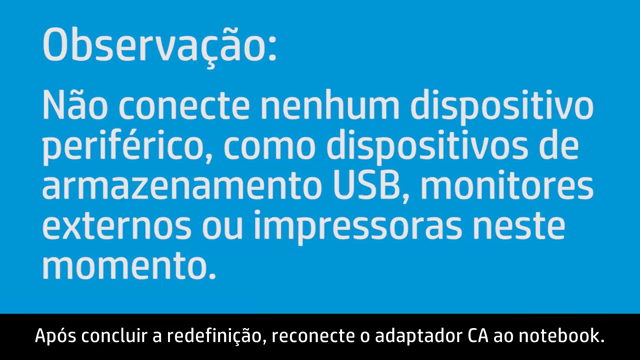 Observação:
Não conecte nenhum dispositivo
periférico, como dispositivos de
armazenamento USB, monitores
externos ou impressoras neste
momento.
Após concluir a redefinição, reconecte o adaptador CA ao notebook.